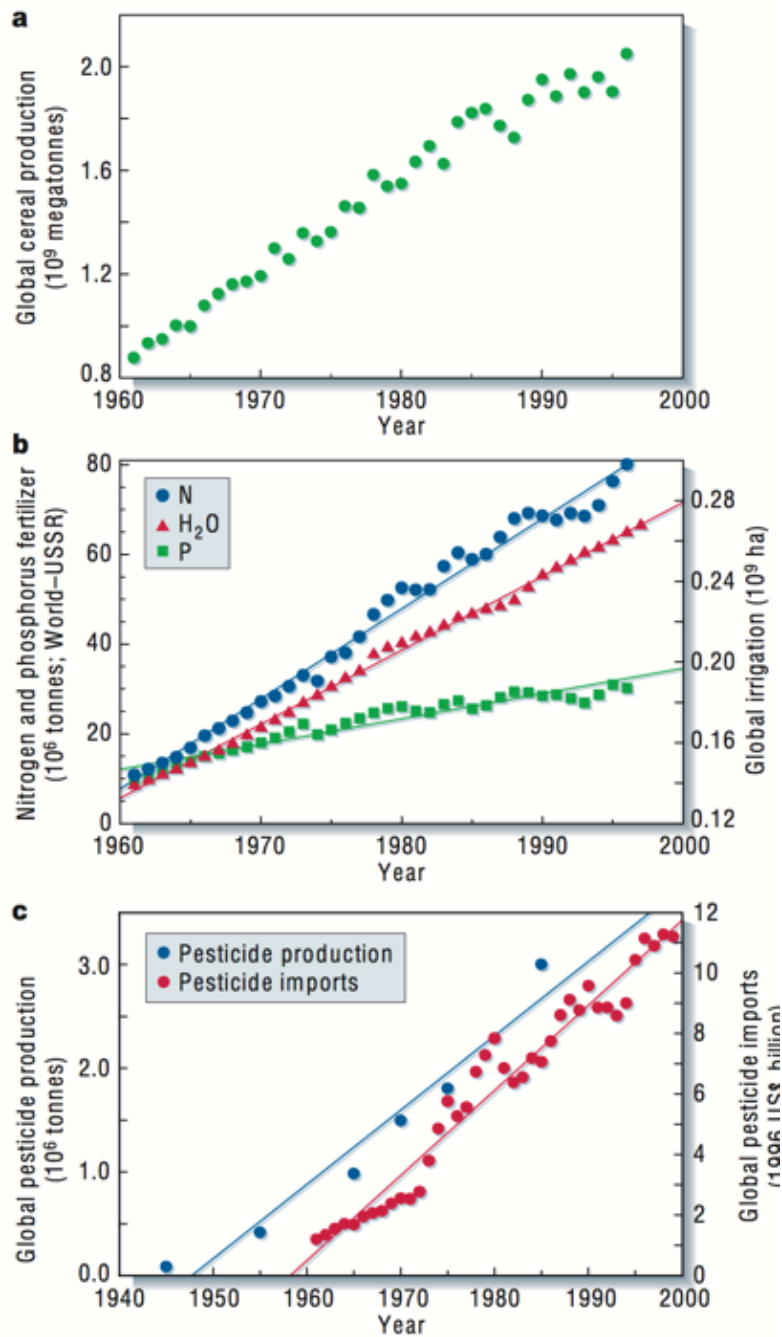 a
Global cereal production
(10⁹ megatonnes)
2.0
1.6
1.2
0.8
1960 1970 1980 1990 2000
Year
b
Nitrogen and phosphorus fertilizer
(10⁶ tonnes; World–USSR)
80
60
40
20
0
N
H₂O
P
0.28
0.24
0.20
0.16
0.12
Global irrigation (10⁹ ha)
1960 1970 1980 1990 2000
Year
c
Global pesticide production
(10⁶ tonnes)
3.0
2.0
1.0
0.0
Pesticide production
Pesticide imports
12
10
8
6
4
2
0
Global pesticide imports
(1996 US$ billion)
1940 1950 1960 1970 1980 1990 2000
Year